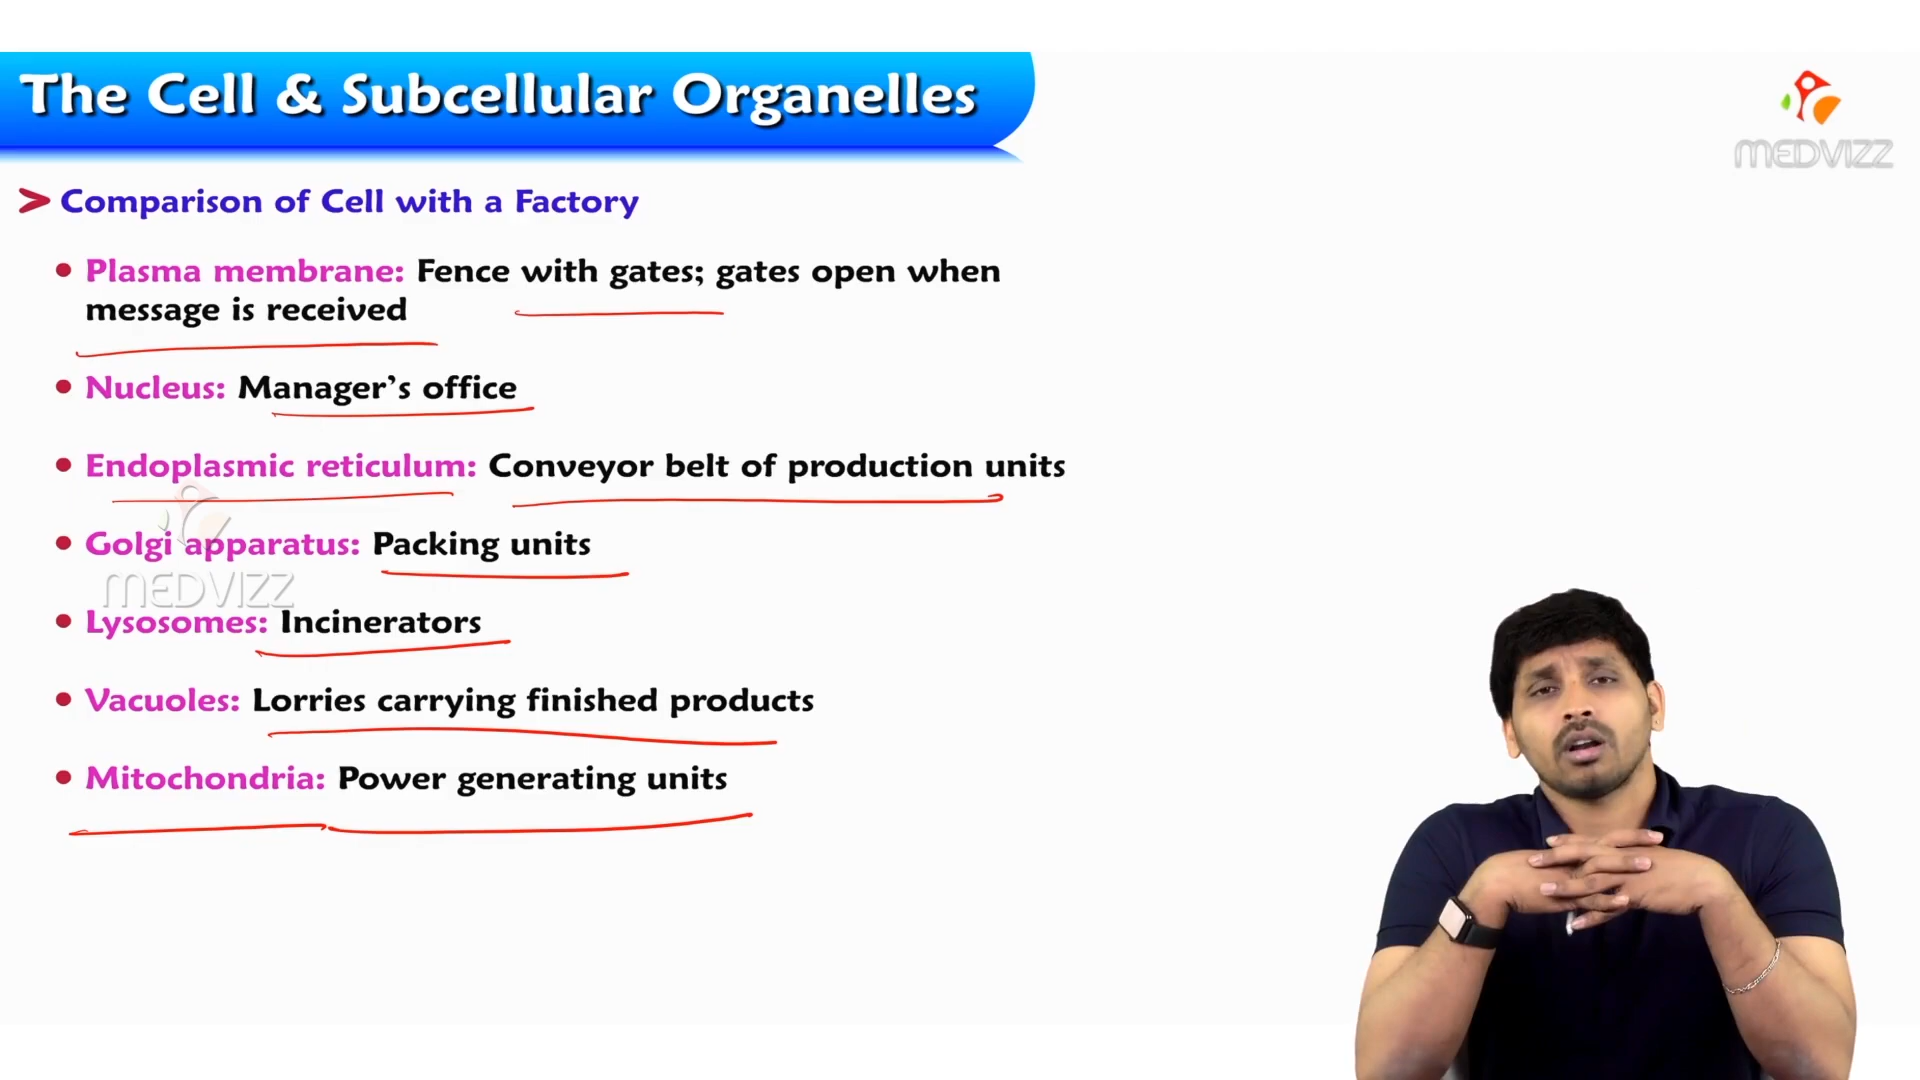 The Cell & Subcellular Organelles
MEDVIZZ
> Comparison of Cell with a Factory
• Plasma membrane: Fence with gates; gates open when
message is received
• Nucleus: Manager’s office
• Endoplasmic reticulum: Conveyor belt of production units
• Golgi apparatus: Packing units
MEDVIZZ
• Lysosomes: Incinerators
• Vacuoles: Lorries carrying finished products
• Mitochondria: Power generating units